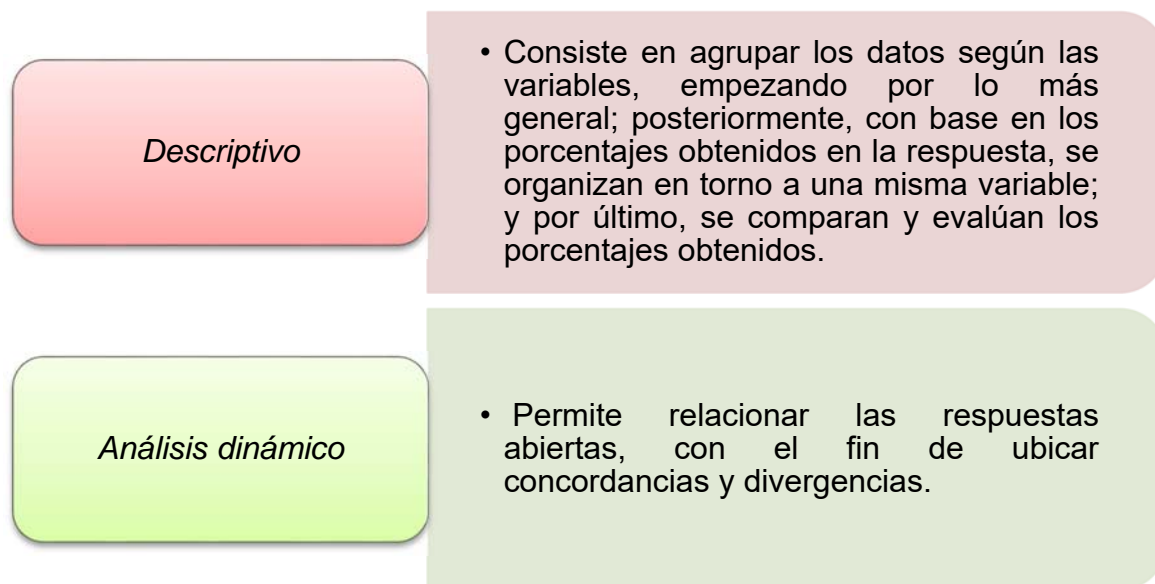 Descriptivo
• Consiste en agrupar los datos según las
variables, empezando por lo más
general; posteriormente, con base en los
porcentajes obtenidos en la respuesta, se
organizan en torno a una misma variable;
y por último, se comparan y evalúan los
porcentajes obtenidos.
Análisis dinámico
• Permite relacionar las respuestas
abiertas, con el fin de ubicar
concordancias y divergencias.